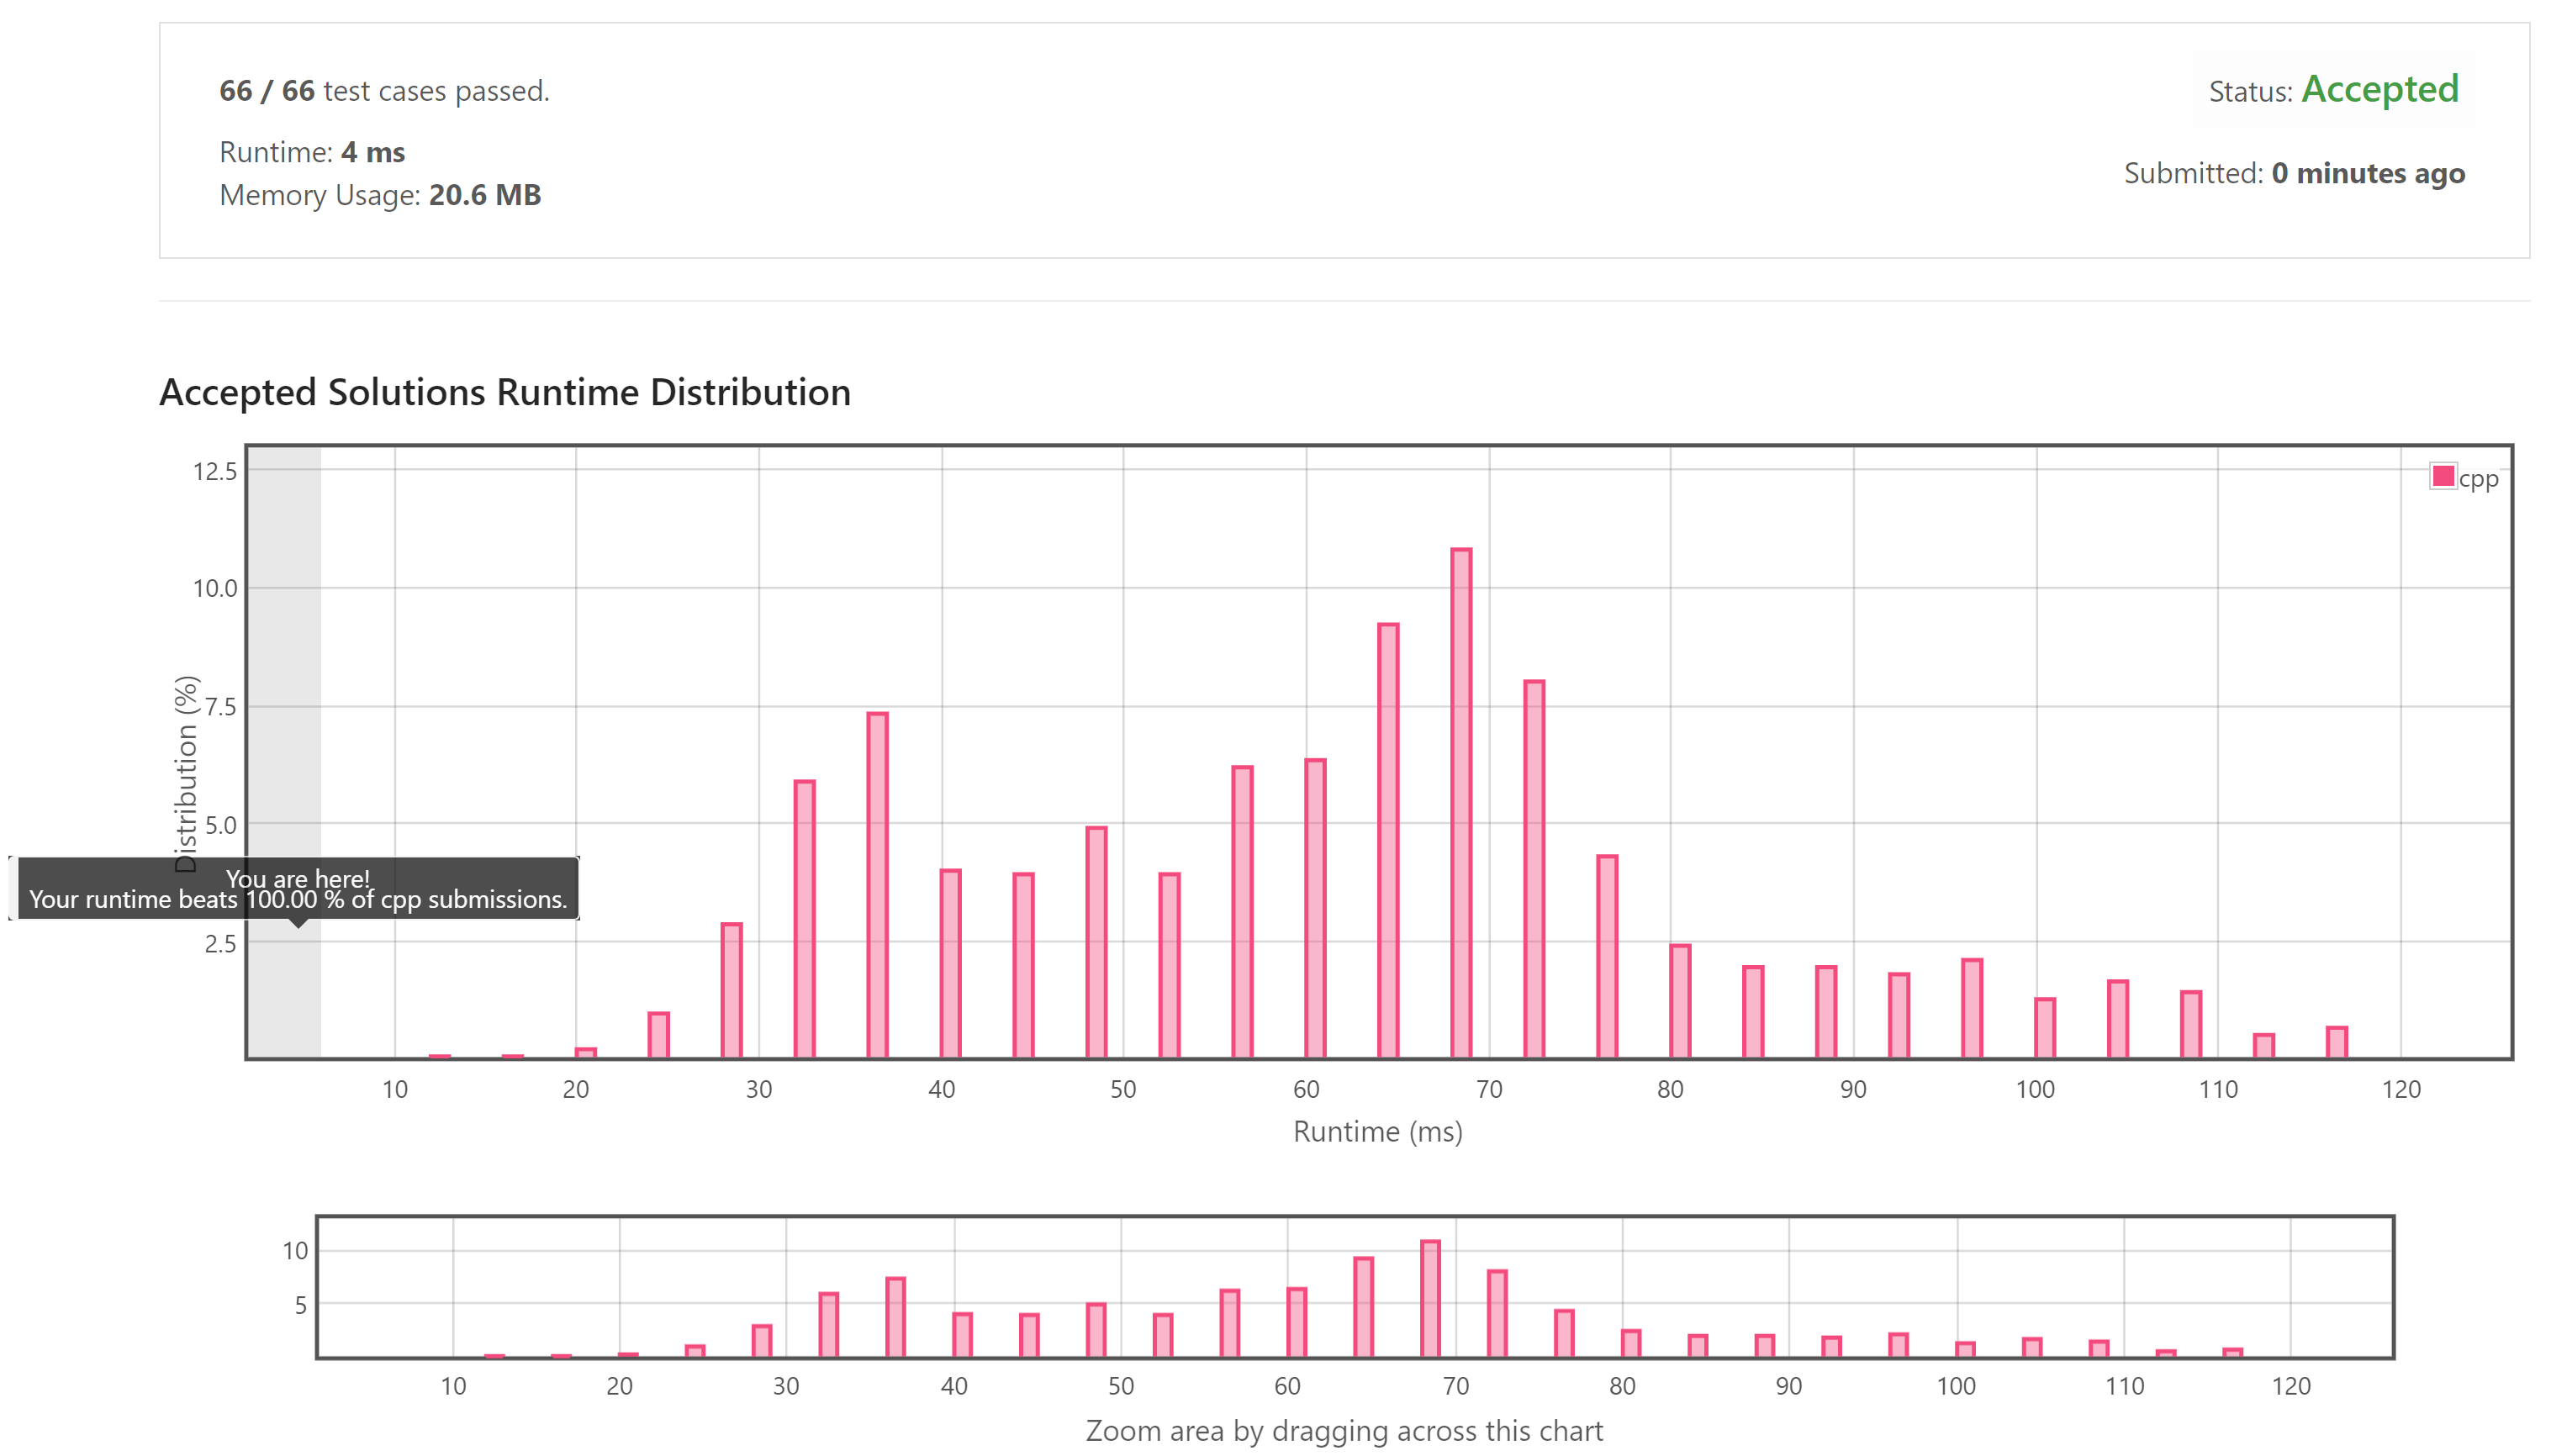 66 / 66 test cases passed.
Status: Accepted
Runtime: 4 ms
Submitted: 0 minutes ago
Memory Usage: 20.6 MB
Accepted Solutions Runtime Distribution
12.5
cpp
10.0
7.5
Distribution (%)
5.0
You are here!
Your runtime beats 100.00 % of cpp submissions.
2.5
10 20 30 40 50 60 70 80 90 100 110 120
Runtime (ms)
10
5
10 20 30 40 50 60 70 80 90 100 110 120
Zoom area by dragging across this chart